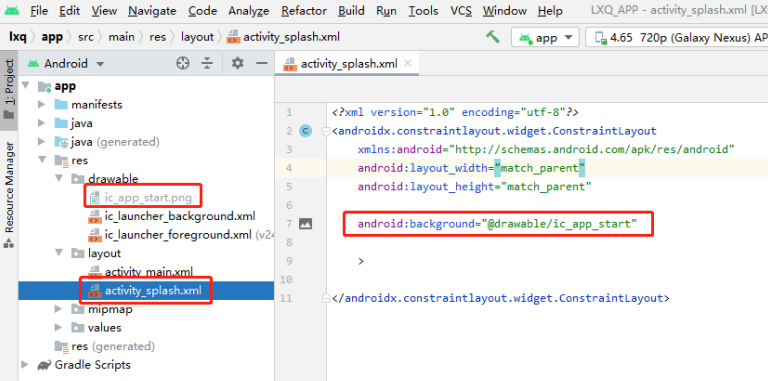 File Edit View Navigate Code Analyze Refactor Build Run Tools VCS Window Help LXQ_APP - activity_splash.xml [L
lxq app src main res layout activity_splash.xml app 4.65 720p (Galaxy Nexus) AP
1: Project
Resource Manager
Android
app
manifests
java
java (generated)
res
drawable
ic_app_start.png
ic_launcher_background.xml
ic_launcher_foreground.xml (v24
layout
activity_main.xml
activity_splash.xml
mipmap
values
res (generated)
Gradle Scripts
activity_splash.xml
1 <?xml version="1.0" encoding="utf-8"?>
2 C <androidx.constraintlayout.widget.ConstraintLayout
3 xmlns:android="http://schemas.android.com/apk/res/android"
4 android:layout_width="match_parent"
5 android:layout_height="match_parent"
6
7 android:background="@drawable/ic_app_start"
8
9 >
10
11 </androidx.constraintlayout.widget.ConstraintLayout>